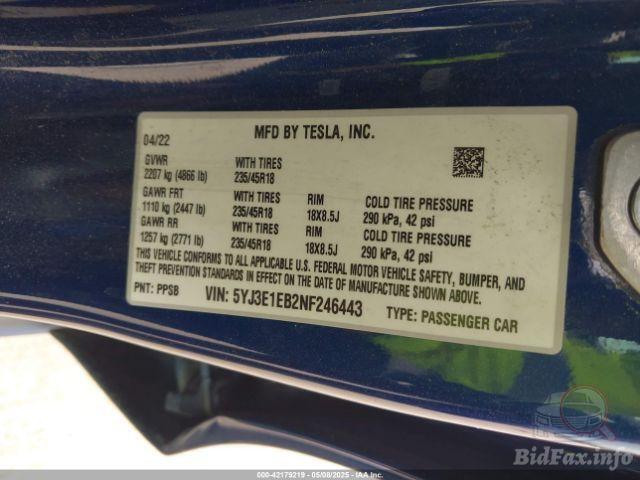 04/22 MFD BY TESLA, INC.
GVWR WITH TIRES
2207 kg (4866 lb) 235/45R18
GAWR FRT WITH TIRES RIM COLD TIRE PRESSURE
1110 kg (2447 lb) 235/45R18 18X8.5J 290 kPa, 42 psi
GAWR RR WITH TIRES RIM COLD TIRE PRESSURE
1257 kg (2771 lb) 235/45R18 18X8.5J 290 kPa, 42 psi
THIS VEHICLE CONFORMS TO ALL APPLICABLE U.S. FEDERAL MOTOR VEHICLE SAFETY, BUMPER, AND
THEFT PREVENTION STANDARDS IN EFFECT ON THE DATE OF MANUFACTURE SHOWN ABOVE.
PNT: PPSB VIN: 5YJ3E1EB2NF246443 TYPE: PASSENGER CAR
BidFax.info
000-42179219 - 05/08/2025 - IAA Inc.